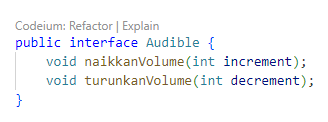 Codeium: Refactor | Explain
public interface Audible {
    void naikkanVolume(int increment);
    void turunkanVolume(int decrement);
}